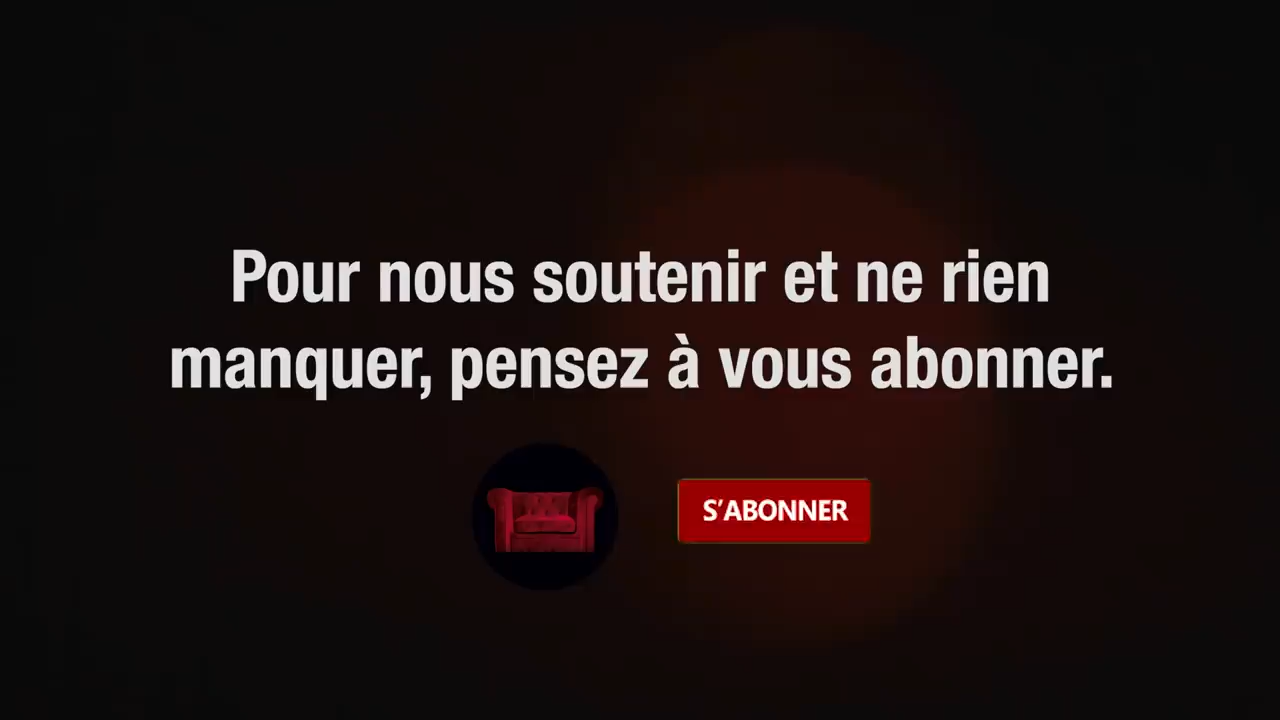 Pour nous soutenir et ne rien
manquer, pensez à vous abonner.
S'ABONNER